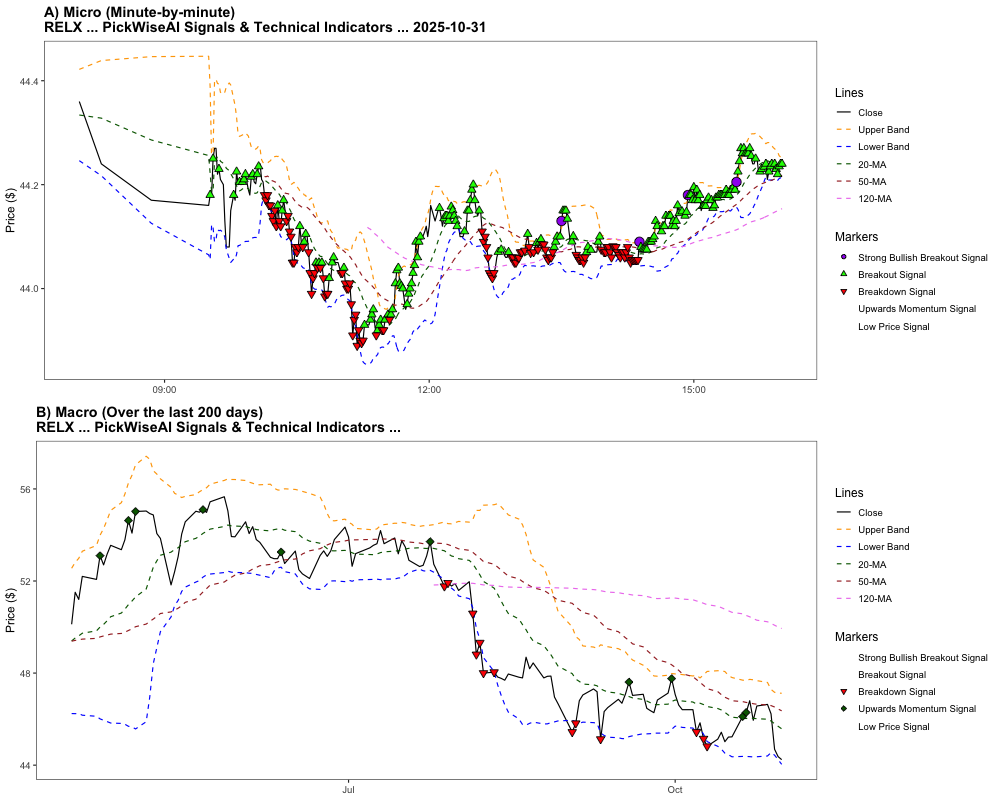 A) Micro (Minute-by-minute)
RELX ... PickWiseAI Signals & Technical Indicators ... 2025-10-31
Price ($)
44.4
44.2
44.0
09:00
12:00
15:00
Lines
Close
Upper Band
Lower Band
20-MA
50-MA
120-MA
Markers
Strong Bullish Breakout Signal
Breakout Signal
Breakdown Signal
Upwards Momentum Signal
Low Price Signal
B) Macro (Over the last 200 days)
RELX ... PickWiseAI Signals & Technical Indicators ...
Price ($)
56
52
48
44
Jul
Oct
Lines
Close
Upper Band
Lower Band
20-MA
50-MA
120-MA
Markers
Strong Bullish Breakout Signal
Breakout Signal
Breakdown Signal
Upwards Momentum Signal
Low Price Signal